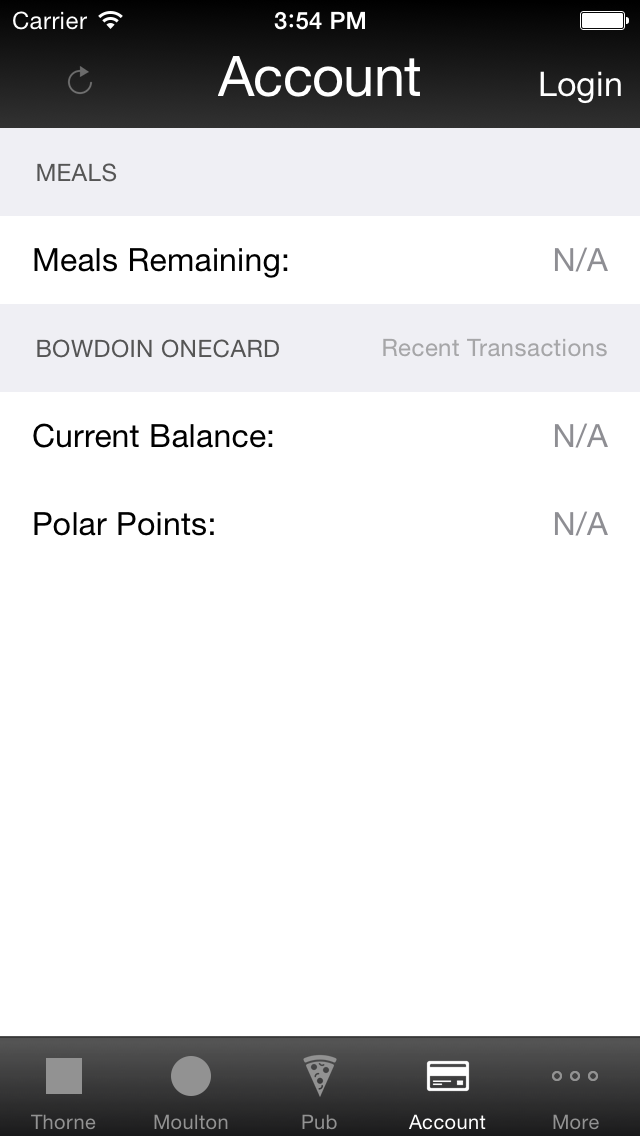 Carrier 3:54 PM
Account Login
MEALS
Meals Remaining: N/A
BOWDOIN ONECARD Recent Transactions
Current Balance: N/A
Polar Points: N/A
Thorne Moulton Pub Account More